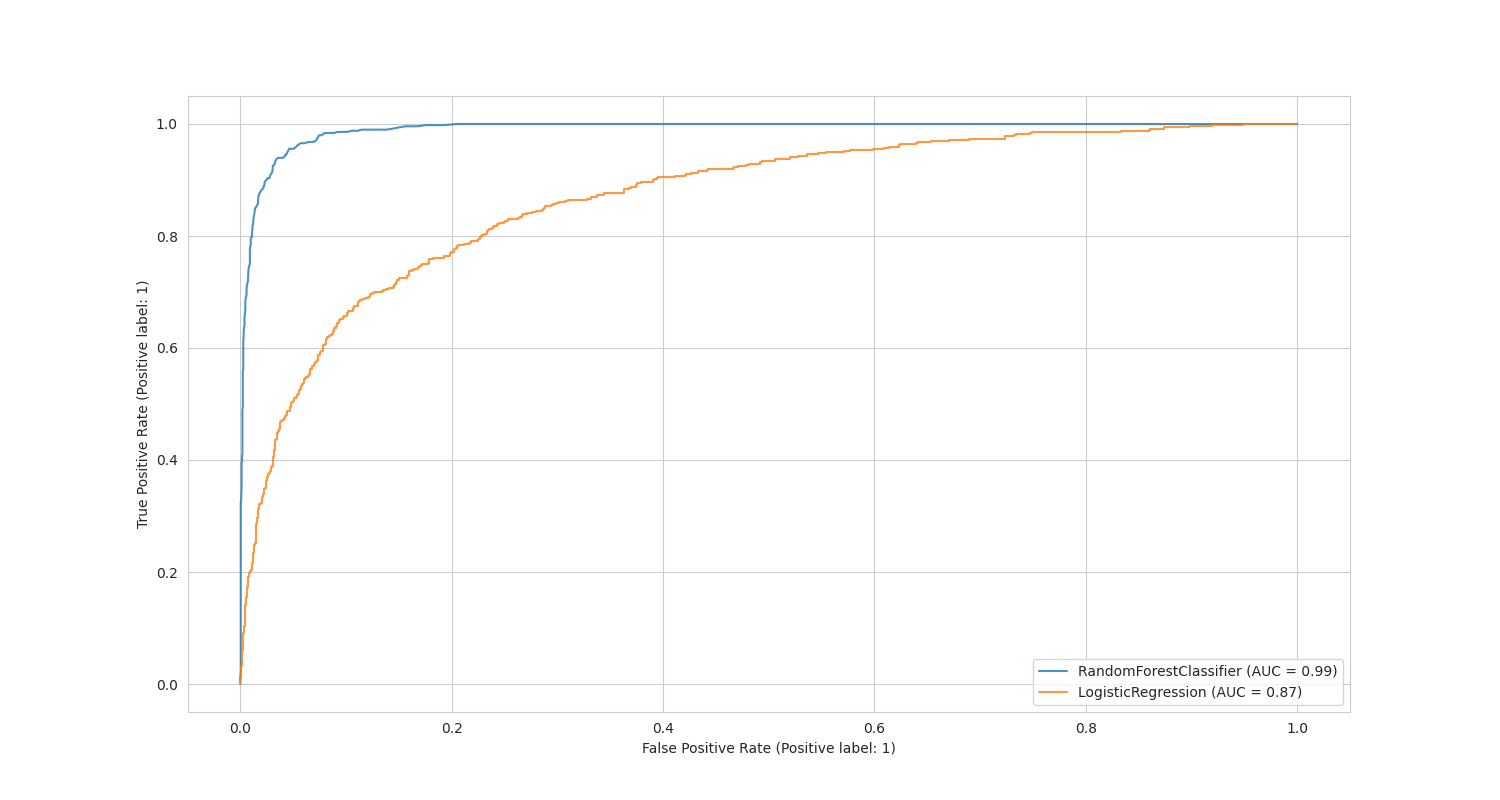 1.0
0.8
0.6
0.4
0.2
0.0
True Positive Rate (Positive label: 1)
RandomForestClassifier (AUC = 0.99)
LogisticRegression (AUC = 0.87)
0.0 0.2 0.4 0.6 0.8 1.0
False Positive Rate (Positive label: 1)